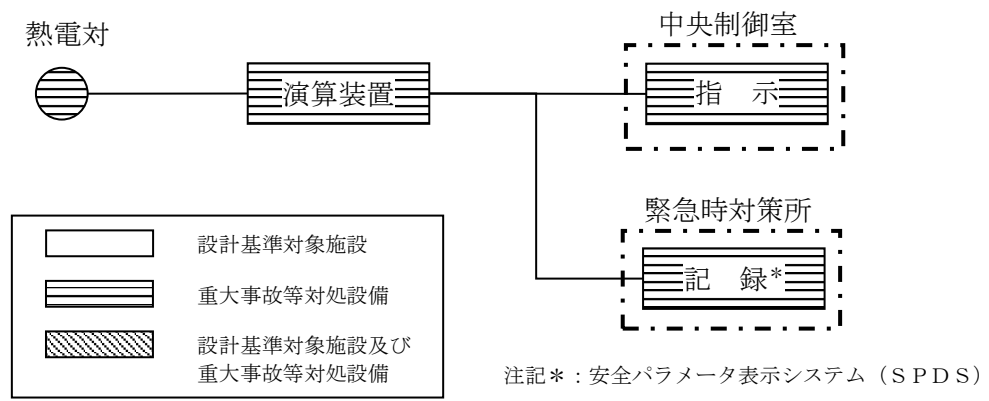 中央制御室
熱電対
演算装置
指　示
緊急時対策所
記　録*
設計基準対象施設
重大事故等対処設備
設計基準対象施設及び
重大事故等対処設備
注記＊：安全パラメータ表示システム（ＳＰＤＳ）